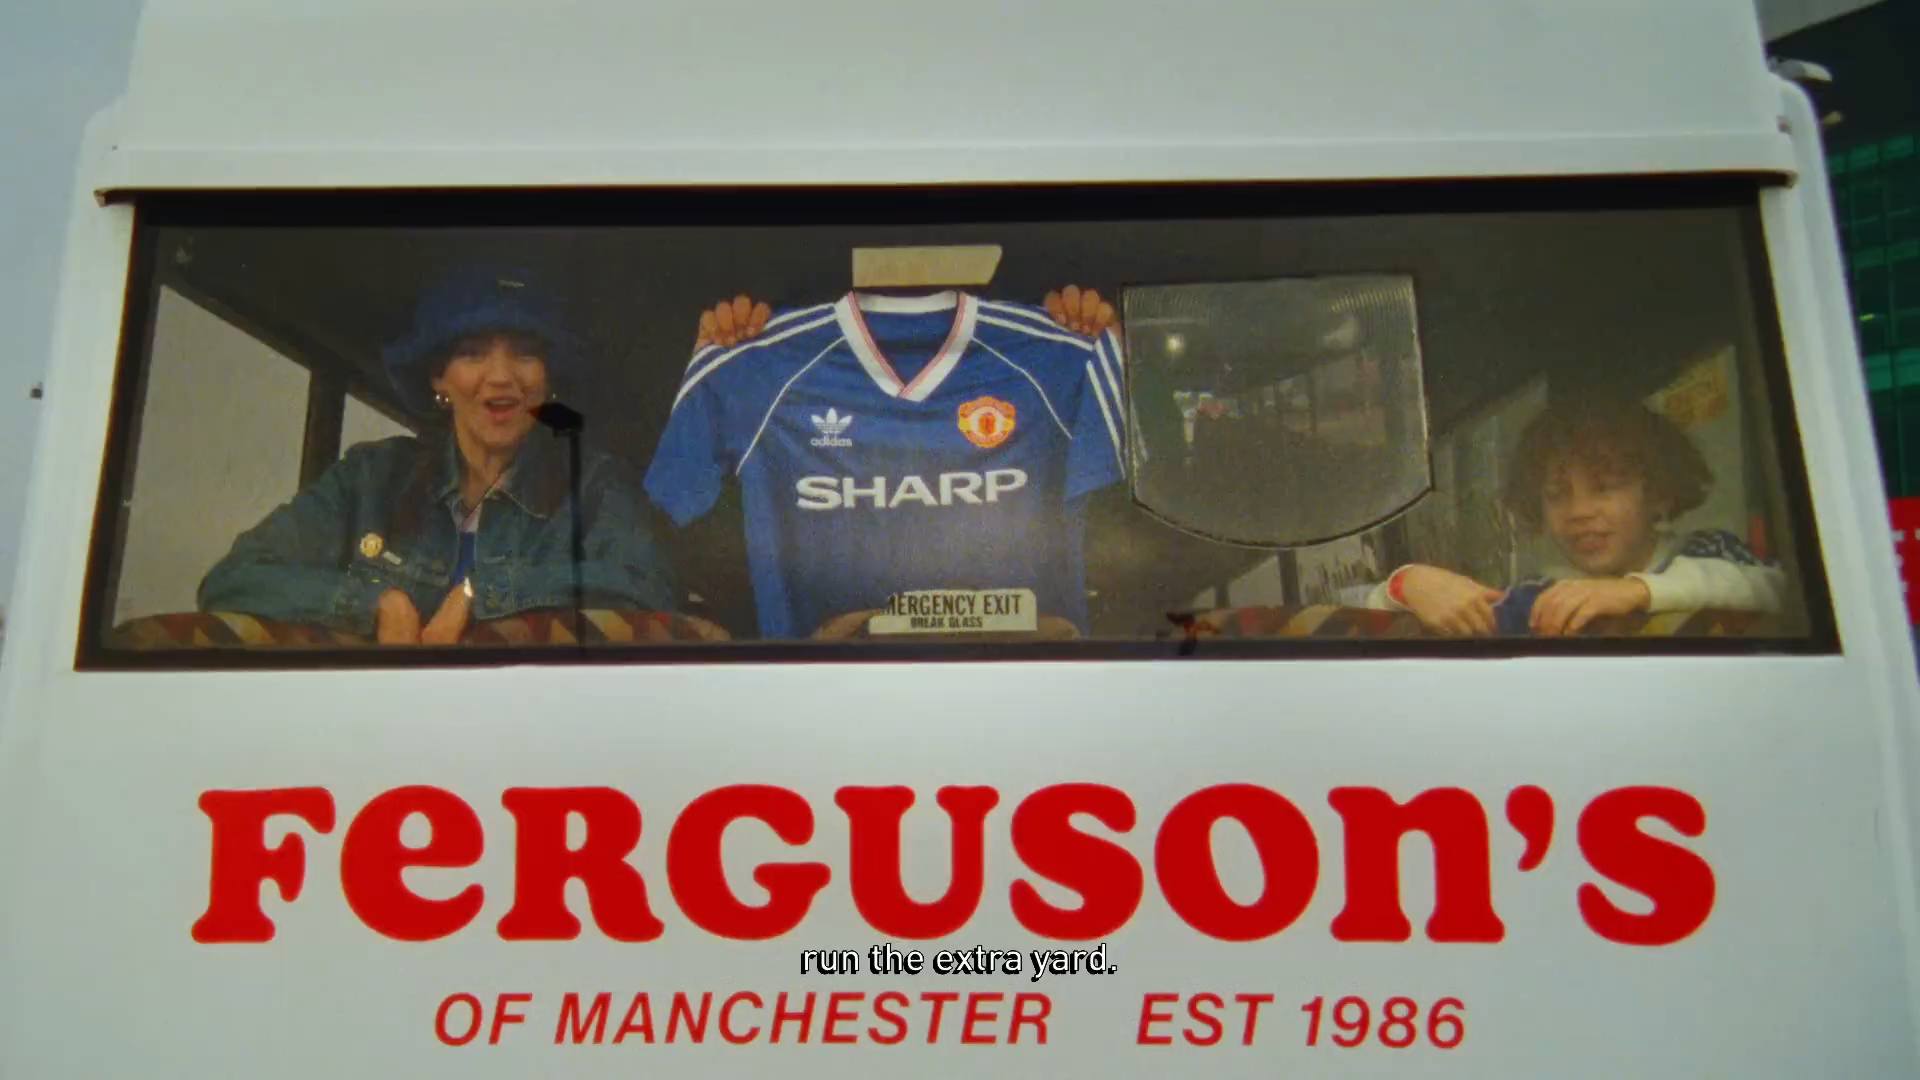 adidas
SHARP
MERGENCY EXIT
BREAK GLASS
FERGUSON'S
run the extra yard.
OF MANCHESTER EST 1986